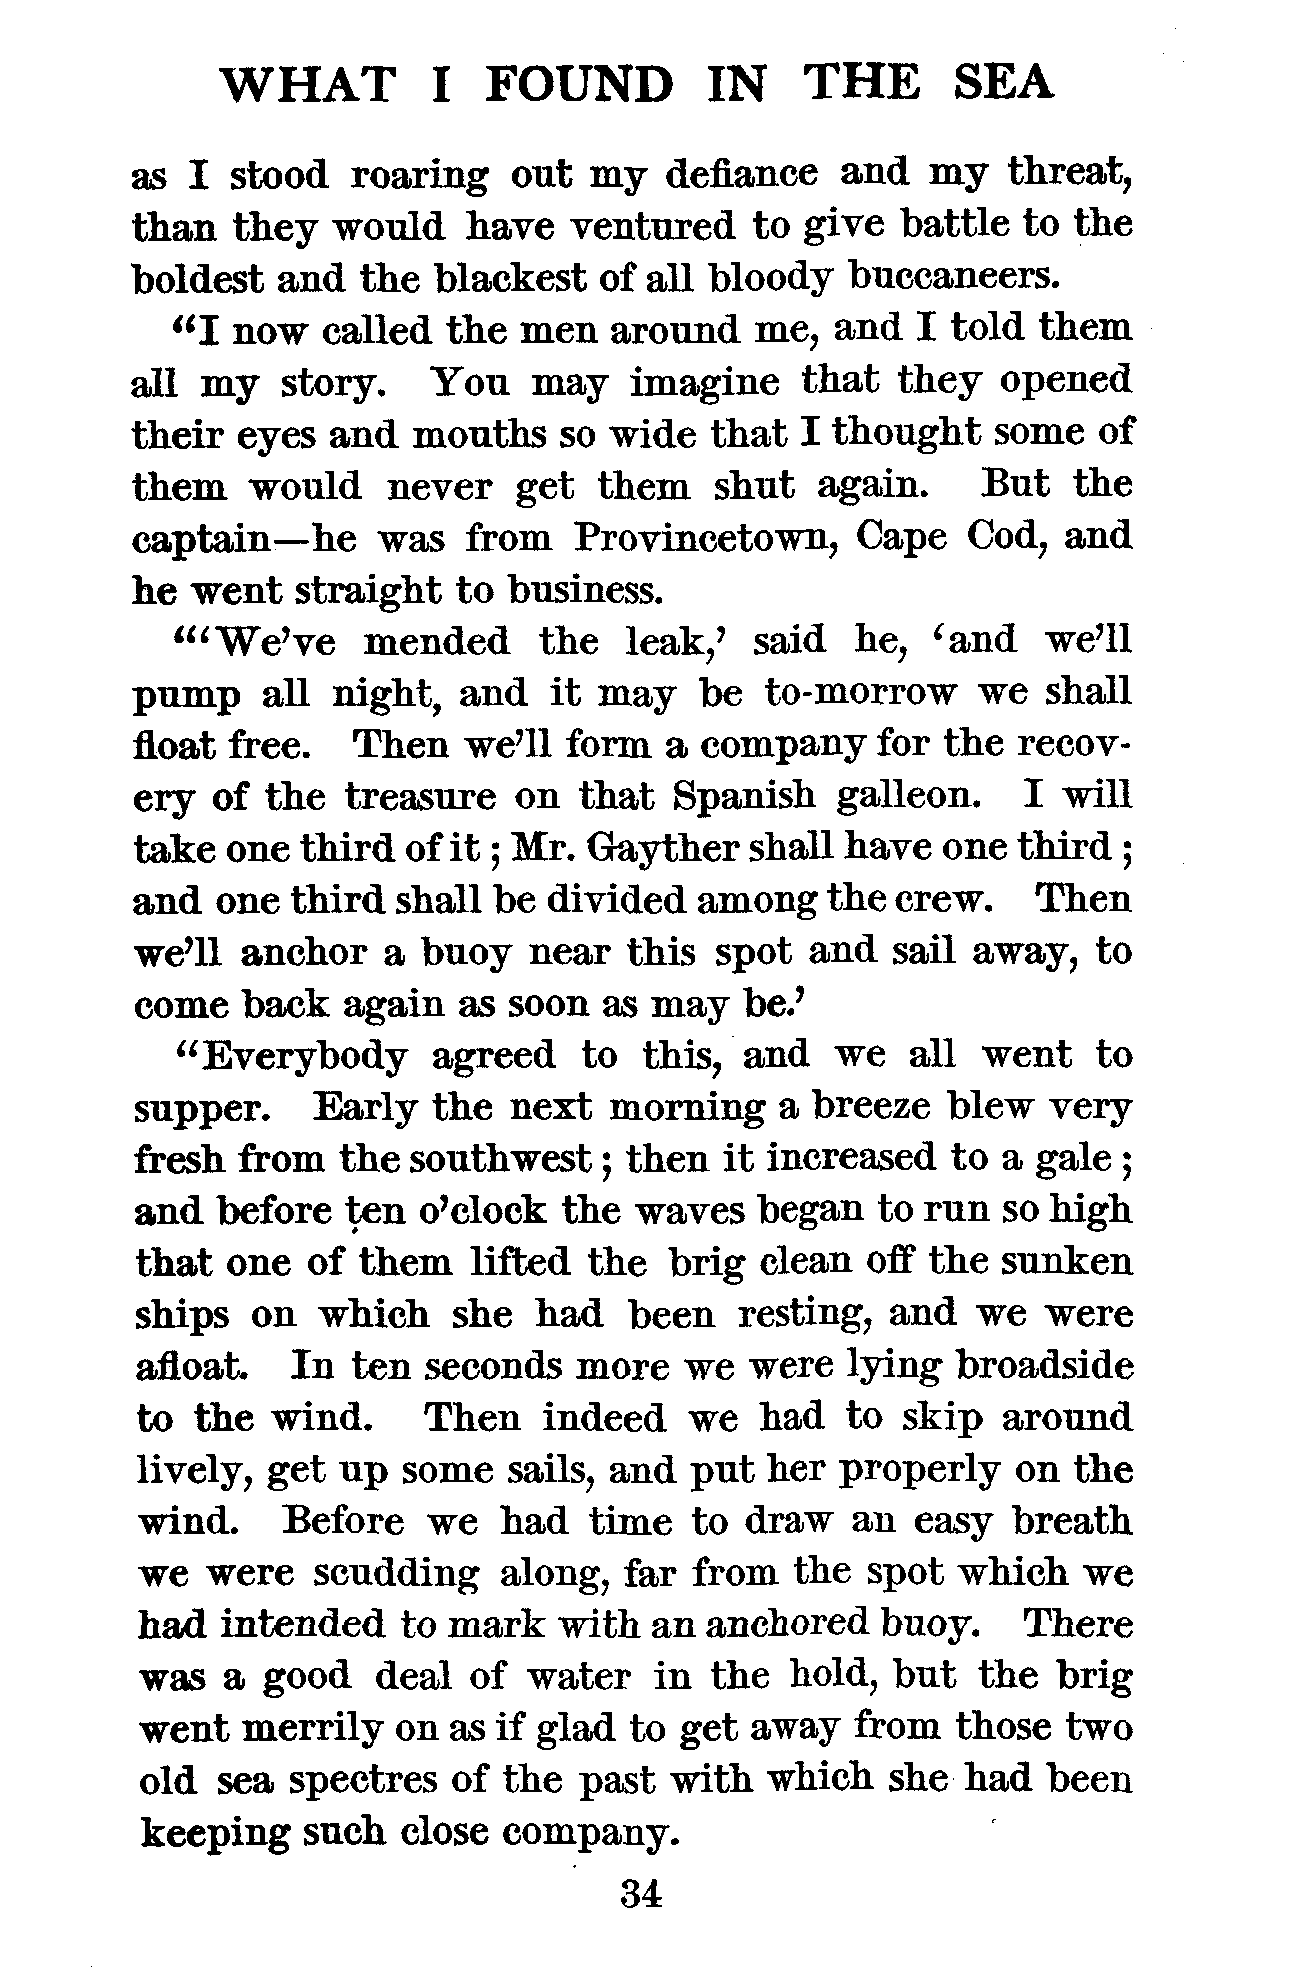 WHAT I FOUND IN THE SEA
as I stood roaring out my defiance and my threat,
than they would have ventured to give battle to the
boldest and the blackest of all bloody buccaneers.
“I now called the men around me, and I told them
all my story. You may imagine that they opened
their eyes and mouths so wide that I thought some of
them would never get them shut again. But the
captain—he was from Provincetown, Cape Cod, and
he went straight to business.
“‘We’ve mended the leak,’ said he, ‘and we’ll
pump all night, and it may be to-morrow we shall
float free. Then we’ll form a company for the recov-
ery of the treasure on that Spanish galleon. I will
take one third of it; Mr. Gayther shall have one third;
and one third shall be divided among the crew. Then
we’ll anchor a buoy near this spot and sail away, to
come back again as soon as may be.’
“Everybody agreed to this, and we all went to
supper. Early the next morning a breeze blew very
fresh from the southwest; then it increased to a gale;
and before ten o’clock the waves began to run so high
that one of them lifted the brig clean off the sunken
ships on which she had been resting, and we were
afloat. In ten seconds more we were lying broadside
to the wind. Then indeed we had to skip around
lively, get up some sails, and put her properly on the
wind. Before we had time to draw an easy breath
we were scudding along, far from the spot which we
had intended to mark with an anchored buoy. There
was a good deal of water in the hold, but the brig
went merrily on as if glad to get away from those two
old sea spectres of the past with which she had been
keeping such close company.
34